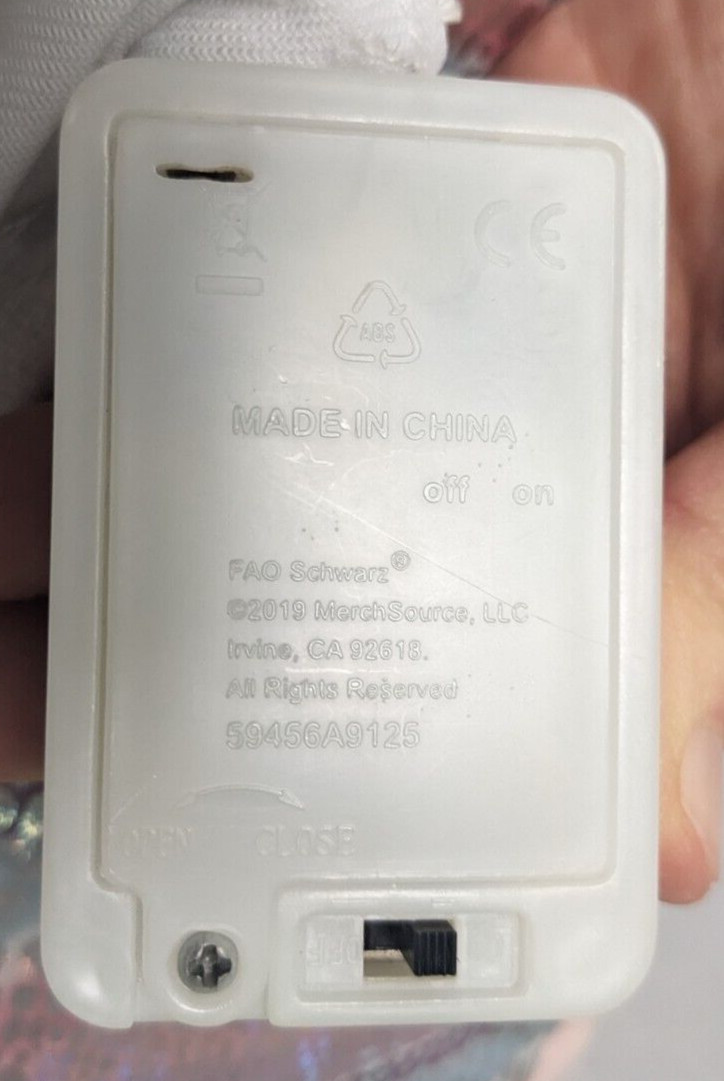 CE
ABS
MADE IN CHINA
off on
FAO Schwarz®
©2019 MerchSource, LLC
Irvine, CA 92618.
All Rights Reserved
59456A9125
OPEN CLOSE
OFF